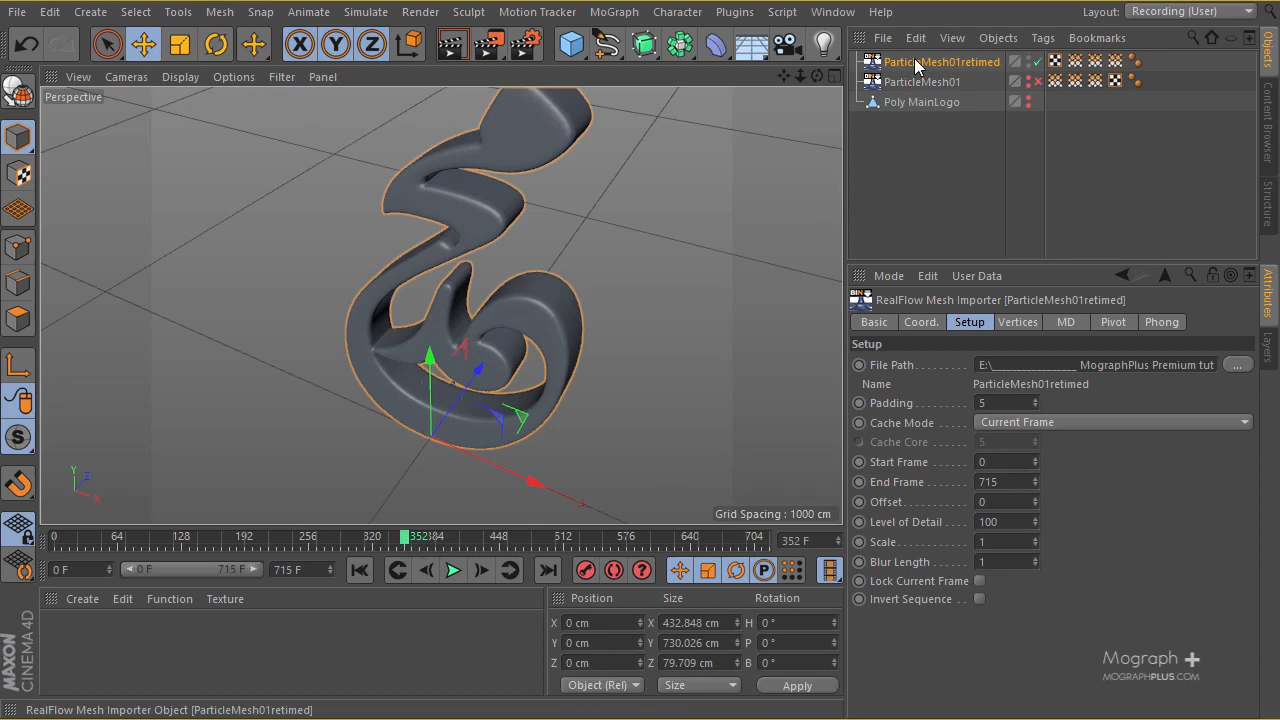 File Edit Create Select Tools Mesh Snap Animate Simulate Render Sculpt Motion Tracker MoGraph Character Plugins Script Window Help Layout: Recording (User)
File Edit View Objects Tags Bookmarks
View Cameras Display Options Filter Panel
Perspective
ParticleMesh01retimed
ParticleMesh01
Poly MainLogo
Objects
Content Browser
Structure
Mode Edit User Data
RealFlow Mesh Importer [ParticleMesh01retimed]
Basic Coord. Setup Vertices MD Pivot Phong
Setup
File Path E:\_________________ MographPlus Premium tut ...
Name ParticleMesh01retimed
Padding 5
Cache Mode Current Frame
Cache Core 5
Start Frame 0
End Frame 715
Offset 0
Level of Detail 100
Scale 1
Blur Length 1
Lock Current Frame
Invert Sequence
Attributes
Layers
Y
Z
X
Grid Spacing : 1000 cm
0 64 128 192 256 320 352 384 448 512 576 640 704 352 F
0 F 0 F 715 F 715 F
Create Edit Function Texture
Position Size Rotation
X 0 cm X 432.848 cm H 0 °
Y 0 cm Y 730.026 cm P 0 °
Z 0 cm Z 79.709 cm B 0 °
Object (Rel) Size Apply
MAXON
CINEMA 4D
Mograph +
MOGRAPHPLUS.COM
RealFlow Mesh Importer Object [ParticleMesh01retimed]